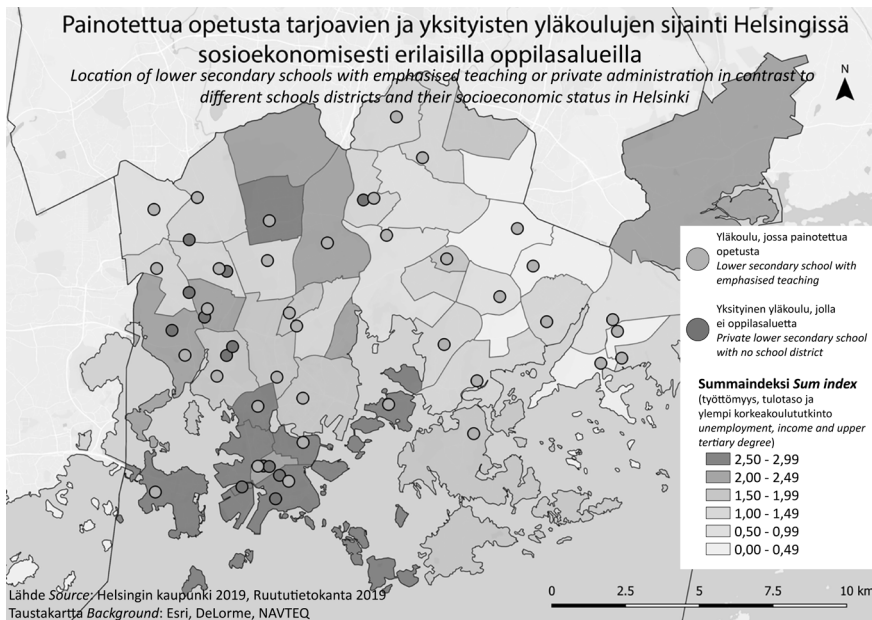 Painotettua opetusta tarjoavien ja yksityisten yläkoulujen sijainti Helsingissä
sosioekonomisesti erilaisilla oppilasalueilla
Location of lower secondary schools with emphasised teaching or private administration in contrast to
different schools districts and their socioeconomic status in Helsinki
N
Yläkoulu, jossa painotettua
opetusta
Lower secondary school with
emphasised teaching
Yksityinen yläkoulu, jolla
ei oppilasaluetta
Private lower secondary school
with no school district
Summaindeksi Sum index
(työttömyys, tulotaso ja
ylempi korkeakoulututkinto
unemployment, income and upper
tertiary degree)
2,50 - 2,99
2,00 - 2,49
1,50 - 1,99
1,00 - 1,49
0,50 - 0,99
0,00 - 0,49
Lähde Source: Helsingin kaupunki 2019, Ruututietokanta 2019
Taustakartta Background: Esri, DeLorme, NAVTEQ
0 2.5 5 7.5 10 km